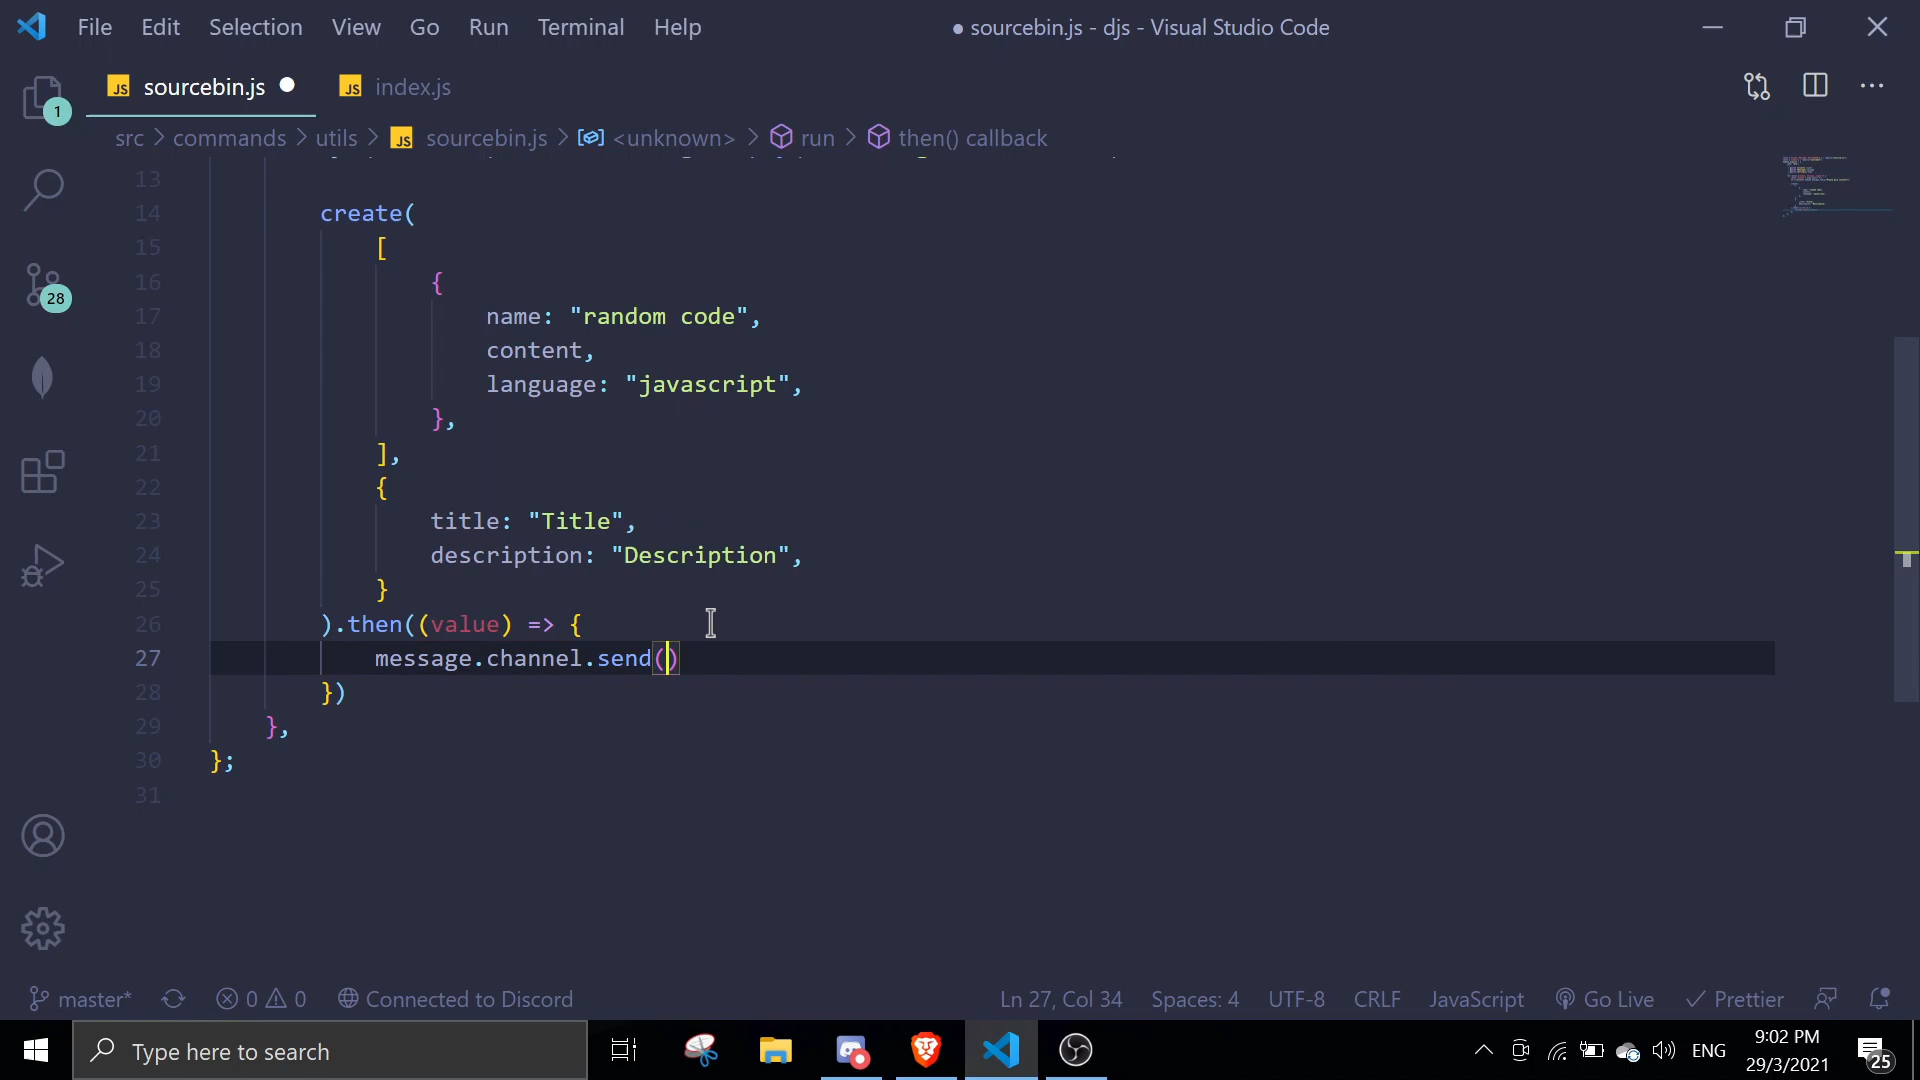 File Edit Selection View Go Run Terminal Help
● sourcebin.js - djs - Visual Studio Code
JS sourcebin.js
JS index.js
1
src > commands > utils > JS sourcebin.js > <unknown> > run > then() callback
13
14 create(
15 [
16 {
17 name: "random code",
18 content,
19 language: "javascript",
20 },
21 ],
22 {
23 title: "Title",
24 description: "Description",
25 }
26 ).then((value) => {
27 message.channel.send()
28 })
29 },
30 };
31
28
master* 0 0 Connected to Discord
Ln 27, Col 34 Spaces: 4 UTF-8 CRLF JavaScript Go Live Prettier
Type here to search
ENG
9:02 PM
29/3/2021
25